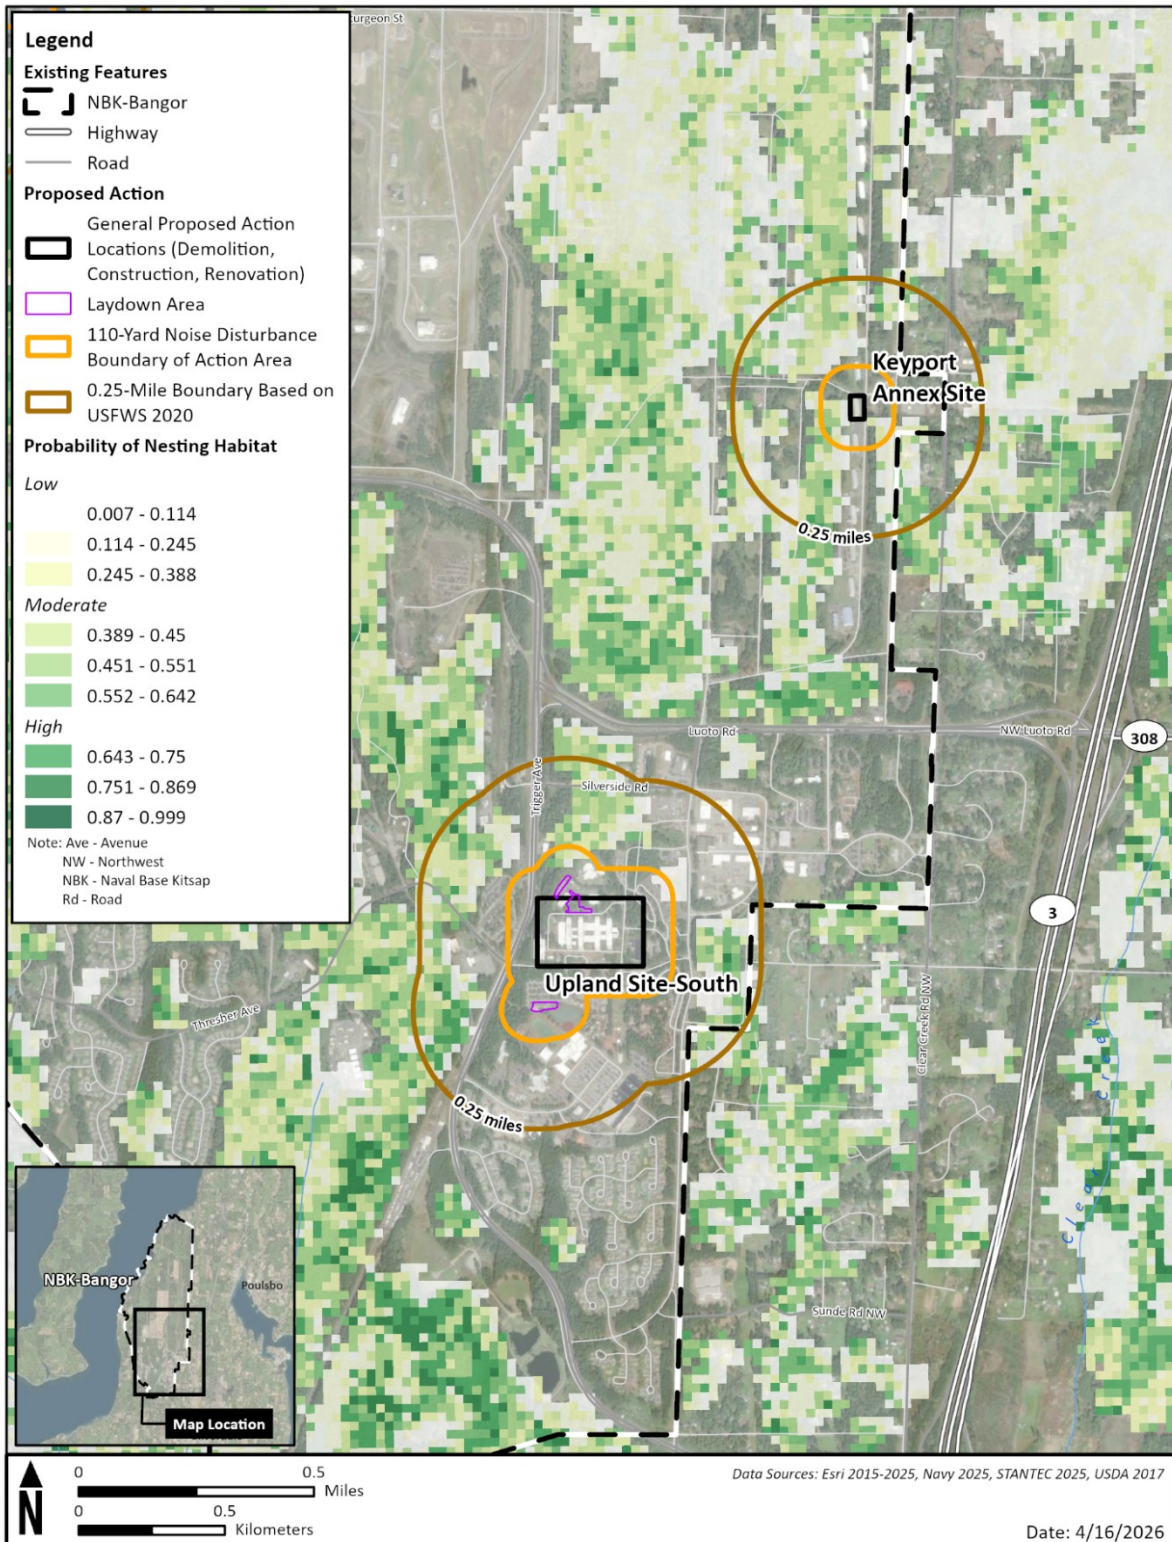 Legend
Existing Features
NBK-Bangor
Highway
Road
Proposed Action
General Proposed Action
Locations (Demolition,
Construction, Renovation)
Laydown Area
110-Yard Noise Disturbance
Boundary of Action Area
0.25-Mile Boundary Based on
USFWS 2020
Probability of Nesting Habitat
Low
0.007 - 0.114
0.114 - 0.245
0.245 - 0.388
Moderate
0.389 - 0.45
0.451 - 0.551
0.552 - 0.642
High
0.643 - 0.75
0.751 - 0.869
0.87 - 0.999
Note: Ave - Avenue
NW - Northwest
NBK - Naval Base Kitsap
Rd - Road
St
Keyport
Annex Site
0.25 miles
Luoto Rd
NW Luoto Rd
308
Trigger Ave
Silverside Rd
3
Upland Site-South
Thresher Ave
Clear Creek Rd NW
Clear Creek
0.25 miles
Sunde Rd NW
NBK-Bangor
Poulsbo
Map Location
N
0 0.5
Miles
0 0.5
Kilometers
Data Sources: Esri 2015-2025, Navy 2025, STANTEC 2025, USDA 2017
Date: 4/16/2026